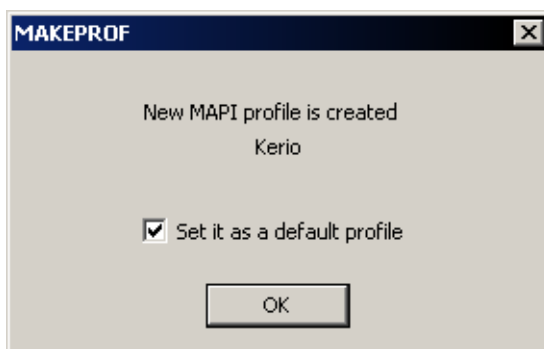 MAKEPROF
New MAPI profile is created
Kerio
Set it as a default profile
OK